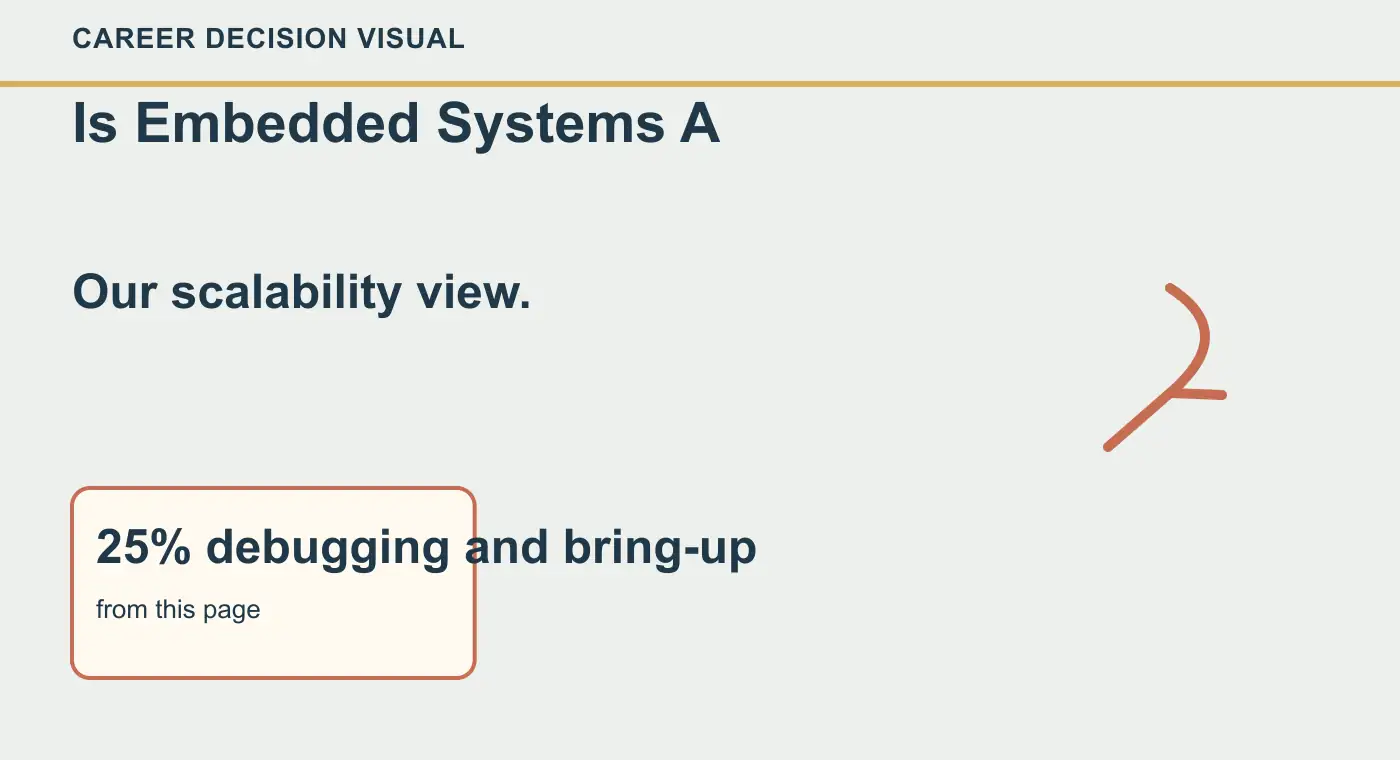 CAREER DECISION VISUAL
Is Embedded Systems A
Our scalability view.
25% debugging and bring-up
from this page